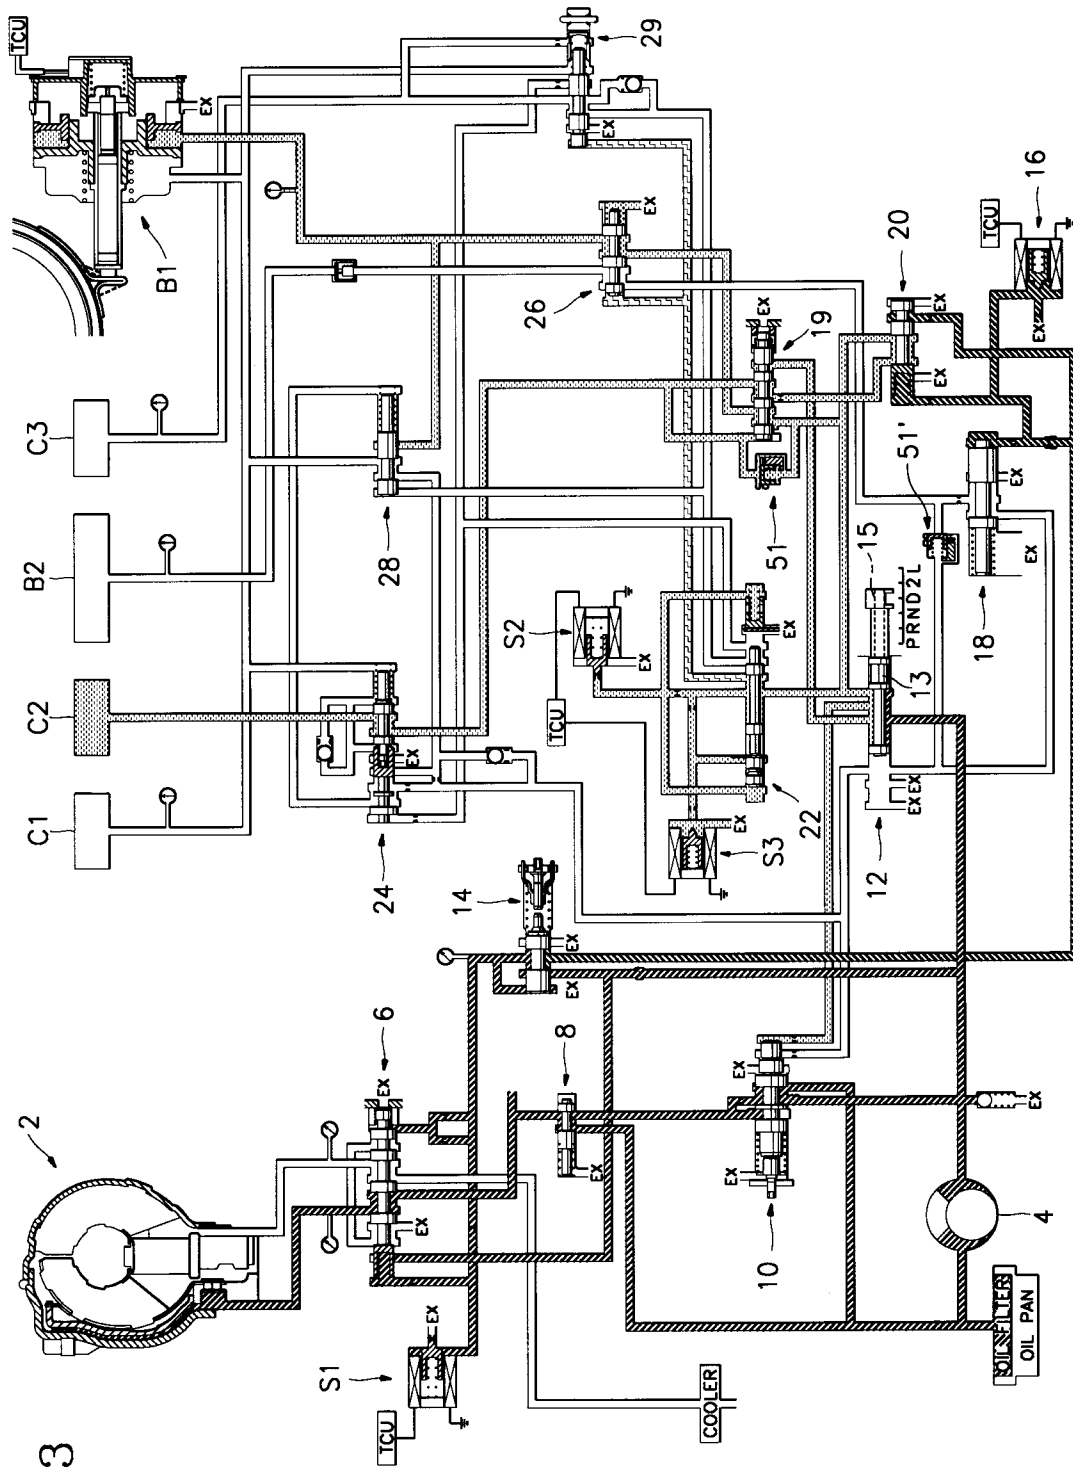 3
2
C1
C2
B2
C3
TCU
EX
B1
TCU
S1
EX
EX
6
EX
24
EX
28
14
EX
EX
8
EX
TCU
S2
EX
26
EX
29
EX
COOLER
S3
EX
10
EX
EX
22
EX
51
19
EX
12
EX
EX
13
15
PRND2L
51'
20
EX
EX
OIL FILTER
OIL PAN
4
EX
18
EX
EX
TCU
16
EX